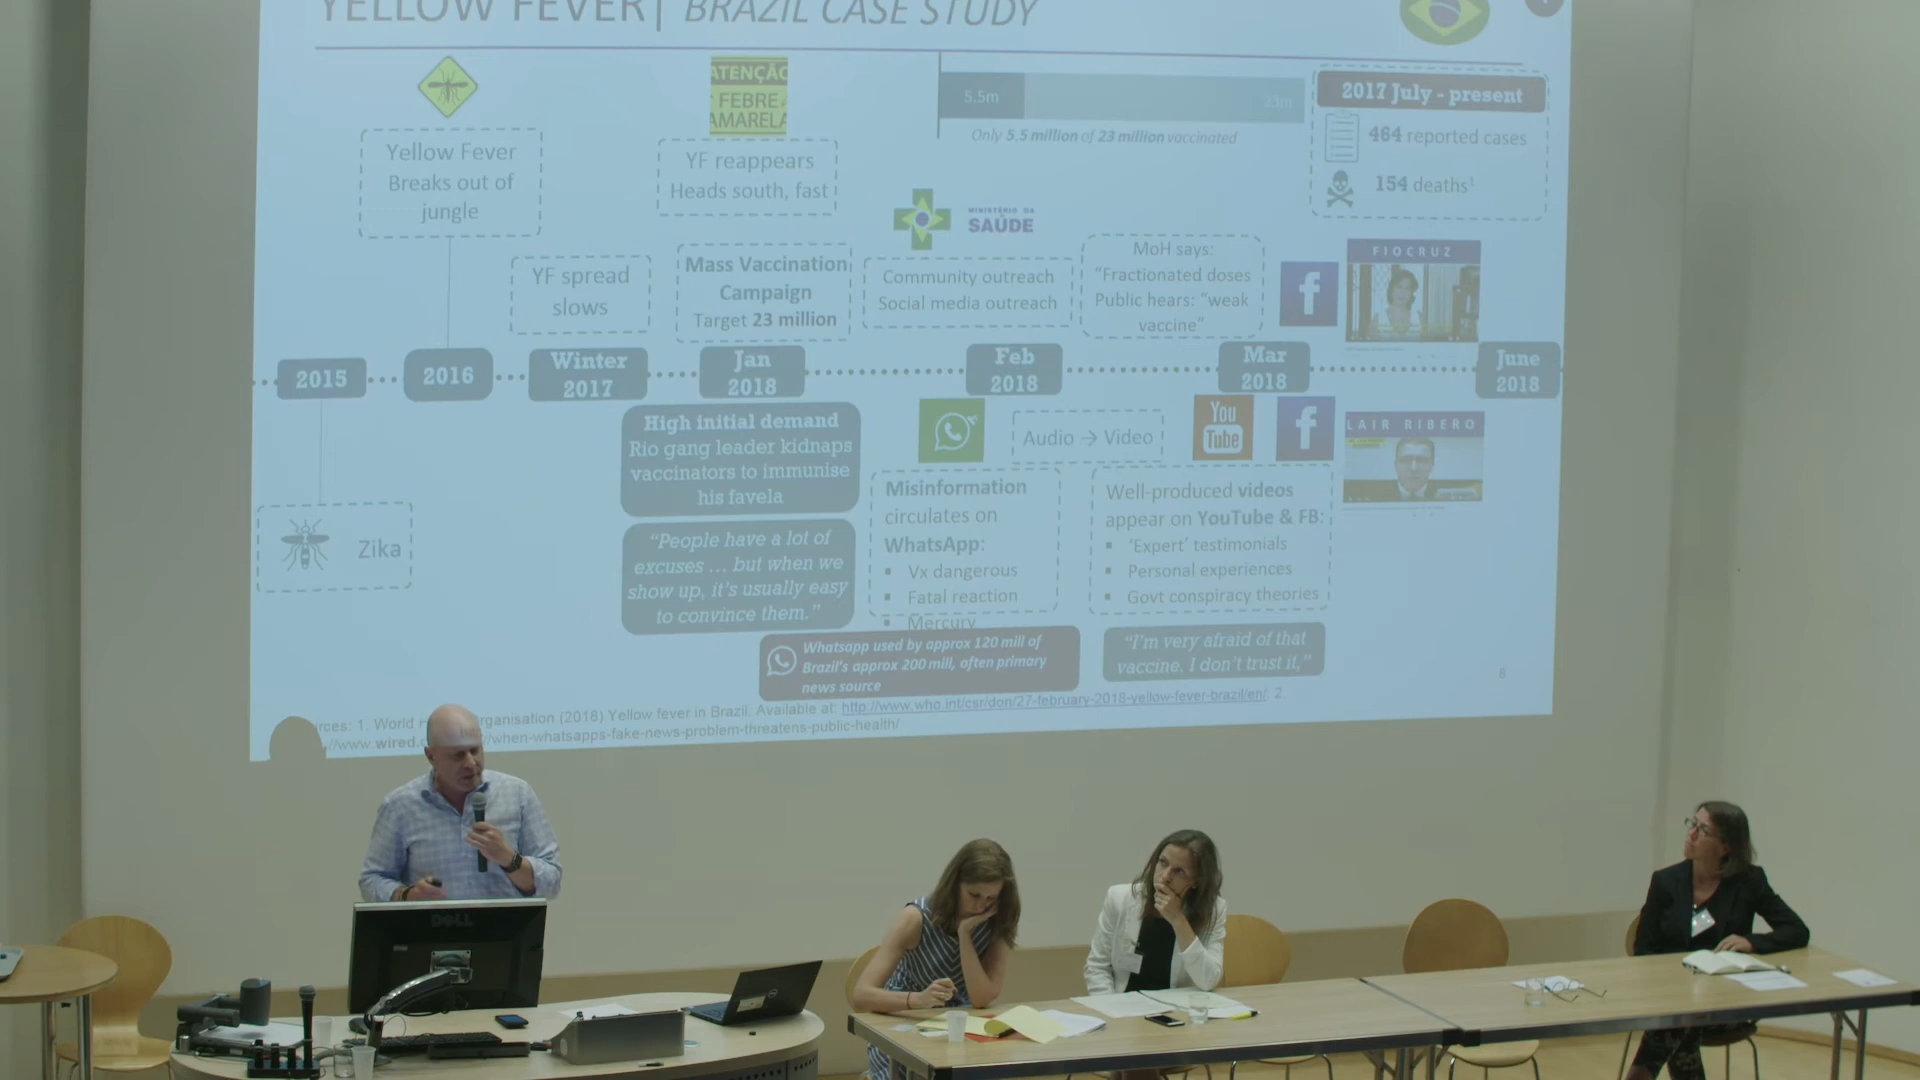 YELLOW FEVER| BRAZIL CASE STUDY
ATENÇÃO
FEBRE
AMARELA
5.5m
23m
Only 5.5 million of 23 million vaccinated
2017 July - present
464 reported cases
154 deaths¹
Yellow Fever
Breaks out of
jungle
YF reappears
Heads south, fast
MINISTÉRIO DA
SAÚDE
YF spread
slows
Mass Vaccination
Campaign
Target 23 million
Community outreach
Social media outreach
MoH says:
"Fractionated doses
Public hears: "weak
vaccine"
f
FIOCRUZ
2015
2016
Winter
2017
Jan
2018
Feb
2018
Mar
2018
June
2018
High initial demand
Rio gang leader kidnaps
vaccinators to immunise
his favela
Audio → Video
You
Tube
f
LAIR RIBERO
Zika
"People have a lot of
excuses ... but when we
show up, it's usually easy
to convince them."
Misinformation
circulates on
WhatsApp:
▪ Vx dangerous
▪ Fatal reaction
▪ Mercury
Well-produced videos
appear on YouTube & FB:
▪ 'Expert' testimonials
▪ Personal experiences
▪ Govt conspiracy theories
Whatsapp used by approx 120 mill of
Brazil's approx 200 mill, often primary
news source
"I'm very afraid of that
vaccine. I don't trust it,"
8
rces: 1. World H organisation (2018) Yellow fever in Brazil. Available at: http://www.who.int/csr/don/27-february-2018-yellow-fever-brazil/en/: 2.
//www.wired. /when-whatsapps-fake-news-problem-threatens-public-health/
DELL